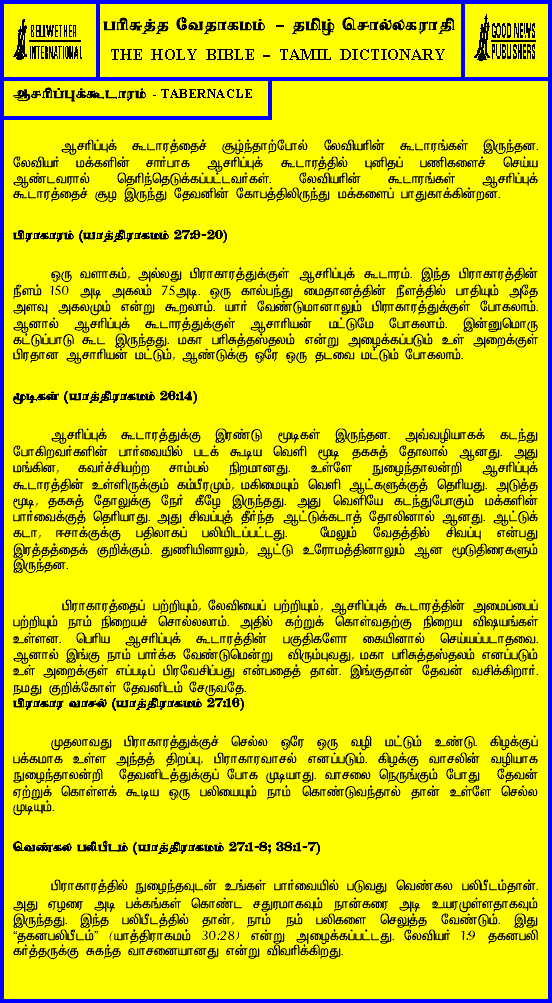 BELLWETHER
INTERNATIONAL
பரிசுத்த வேதாகமம் – தமிழ் சொல்லகராதி
THE HOLY BIBLE – TAMIL DICTIONARY
GOOD NEWS
PUBLISHERS
ஆசரிப்புக்கூடாரம் - TABERNACLE
ஆசரிப்புக் கூடாரத்தைச் சூழ்ந்தாற்போல் லேவியரின் கூடாரங்கள் இருந்தன.
லேவியர் மக்களின் சார்பாக ஆசரிப்புக் கூடாரத்தில் புனிதப் பணிகளைச் செய்ய
ஆண்டவரால் தெரிந்தெடுக்கப்பட்டவர்கள். லேவியரின் கூடாரங்கள் ஆசரிப்புக்
கூடாரத்தைச் சூழ இருந்து தேவனின் கோபத்திலிருந்து மக்களைப் பாதுகாக்கின்றன.
பிராகாரம் (யாத்திராகமம் 27:9-20)
ஒரு வளாகம், அல்லது பிராகாரத்துக்குள் ஆசரிப்புக் கூடாரம். இந்த பிராகாரத்தின்
நீளம் 150 அடி அகலம் 75அடி. ஒரு கால்பந்து மைதானத்தின் நீளத்தில் பாதியும் அதே
அளவு அகலமும் என்று கூறலாம். யார் வேண்டுமானாலும் பிராகாரத்துக்குள் போகலாம்.
ஆனால் ஆசரிப்புக் கூடாரத்துக்குள் ஆசாரியன் மட்டுமே போகலாம். இன்னுமொரு
கட்டுப்பாடு கூட இருந்தது. மகா பரிசுத்தஸ்தலம் என்று அழைக்கப்படும் உள் அறைக்குள்
பிரதான ஆசாரியன் மட்டும், ஆண்டுக்கு ஒரே ஒரு தடவை மட்டும் போகலாம்.
மூடிகள் (யாத்திராகமம் 26:14)
ஆசரிப்புக் கூடாரத்துக்கு இரண்டு மூடிகள் இருந்தன. அவ்வழியாகக் கடந்து
போகிறவர்களின் பார்வையில் படக் கூடிய வெளி மூடி தகசுத் தோலால் ஆனது. அது
மங்கின, கவர்ச்சியற்ற சாம்பல் நிறமானது. உள்ளே நுழைந்தாலன்றி ஆசரிப்புக்
கூடாரத்தின் உள்ளிருக்கும் கம்பீரமும், மகிமையும் வெளி ஆட்களுக்குத் தெரியாது. அடுத்த
மூடி, தகசுத் தோலுக்கு நேர் கீழே இருந்தது. அது வெளியே கடந்துபோகும் மக்களின்
பார்வைக்குத் தெரியாது. அது சிவப்புத் தீர்ந்த ஆட்டுக்கடாத் தோலினால் ஆனது. ஆட்டுக்
கடா, ஈசாக்குக்கு பதிலாகப் பலியிடப்பட்டது. மேலும் வேதத்தில் சிவப்பு என்பது
இரத்தத்தைக் குறிக்கும். துணியினாலும், ஆட்டு உரோமத்தினாலும் ஆன மூடுதிரைகளும்
இருந்தன.
பிராகாரத்தைப் பற்றியும், லேவியைப் பற்றியும், ஆசரிப்புக் கூடாரத்தின் அமைப்பைப்
பற்றியும் நாம் நிறையச் சொல்லலாம். அதில் கற்றுக் கொள்வதற்கு நிறைய விஷயங்கள்
உள்ளன. பெரிய ஆசரிப்புக் கூடாரத்தின் பகுதிகளோ கையினால் செய்யப்படாதவை.
ஆனால் இங்கு நாம் பார்க்க வேண்டுமென்று விரும்புவது, மகா பரிசுத்தஸ்தலம் எனப்படும்
உள் அறைக்குள் எப்படிப் பிரவேசிப்பது என்பதைத் தான். இங்குதான் தேவன் வசிக்கிறார்.
நமது குறிக்கோள் தேவனிடம் சேருவதே.
பிராகார வாசல் (யாத்திராகமம் 27:16)
முதலாவது பிராகாரத்துக்குச் செல்ல ஒரே ஒரு வழி மட்டும் உண்டு. கிழக்குப்
பக்கமாக உள்ள அந்தத் திறப்பு, பிராகாரவாசல் எனப்படும். கிழக்கு வாசலின் வழியாக
நுழைந்தாலன்றி தேவனிடத்துக்குப் போக முடியாது. வாசலை நெருங்கும் போது தேவன்
ஏற்றுக் கொள்ளக் கூடிய ஒரு பலியையும் நாம் கொண்டுவந்தால் தான் உள்ளே செல்ல
முடியும்.
வெண்கல பலிபீடம் (யாத்திராகமம் 27:1-8; 38:1-7)
பிராகாரத்தில் நுழைந்தவுடன் உங்கள் பார்வையில் படுவது வெண்கல பலிபீடம்தான்.
அது ஏழரை அடி பக்கங்கள் கொண்ட சதுரமாகவும் நான்கரை அடி உயரமுள்ளதாகவும்
இருந்தது. இந்த பலிபீடத்தில் தான், நாம் நம் பலிகளை செலுத்த வேண்டும். இது
“தகனபலிபீடம்” (யாத்திராகமம் 30:28) என்று அழைக்கப்பட்டது. லேவியர் 1:9 தகனபலி
கர்த்தருக்கு சுகந்த வாசனையானது என்று விவரிக்கிறது.